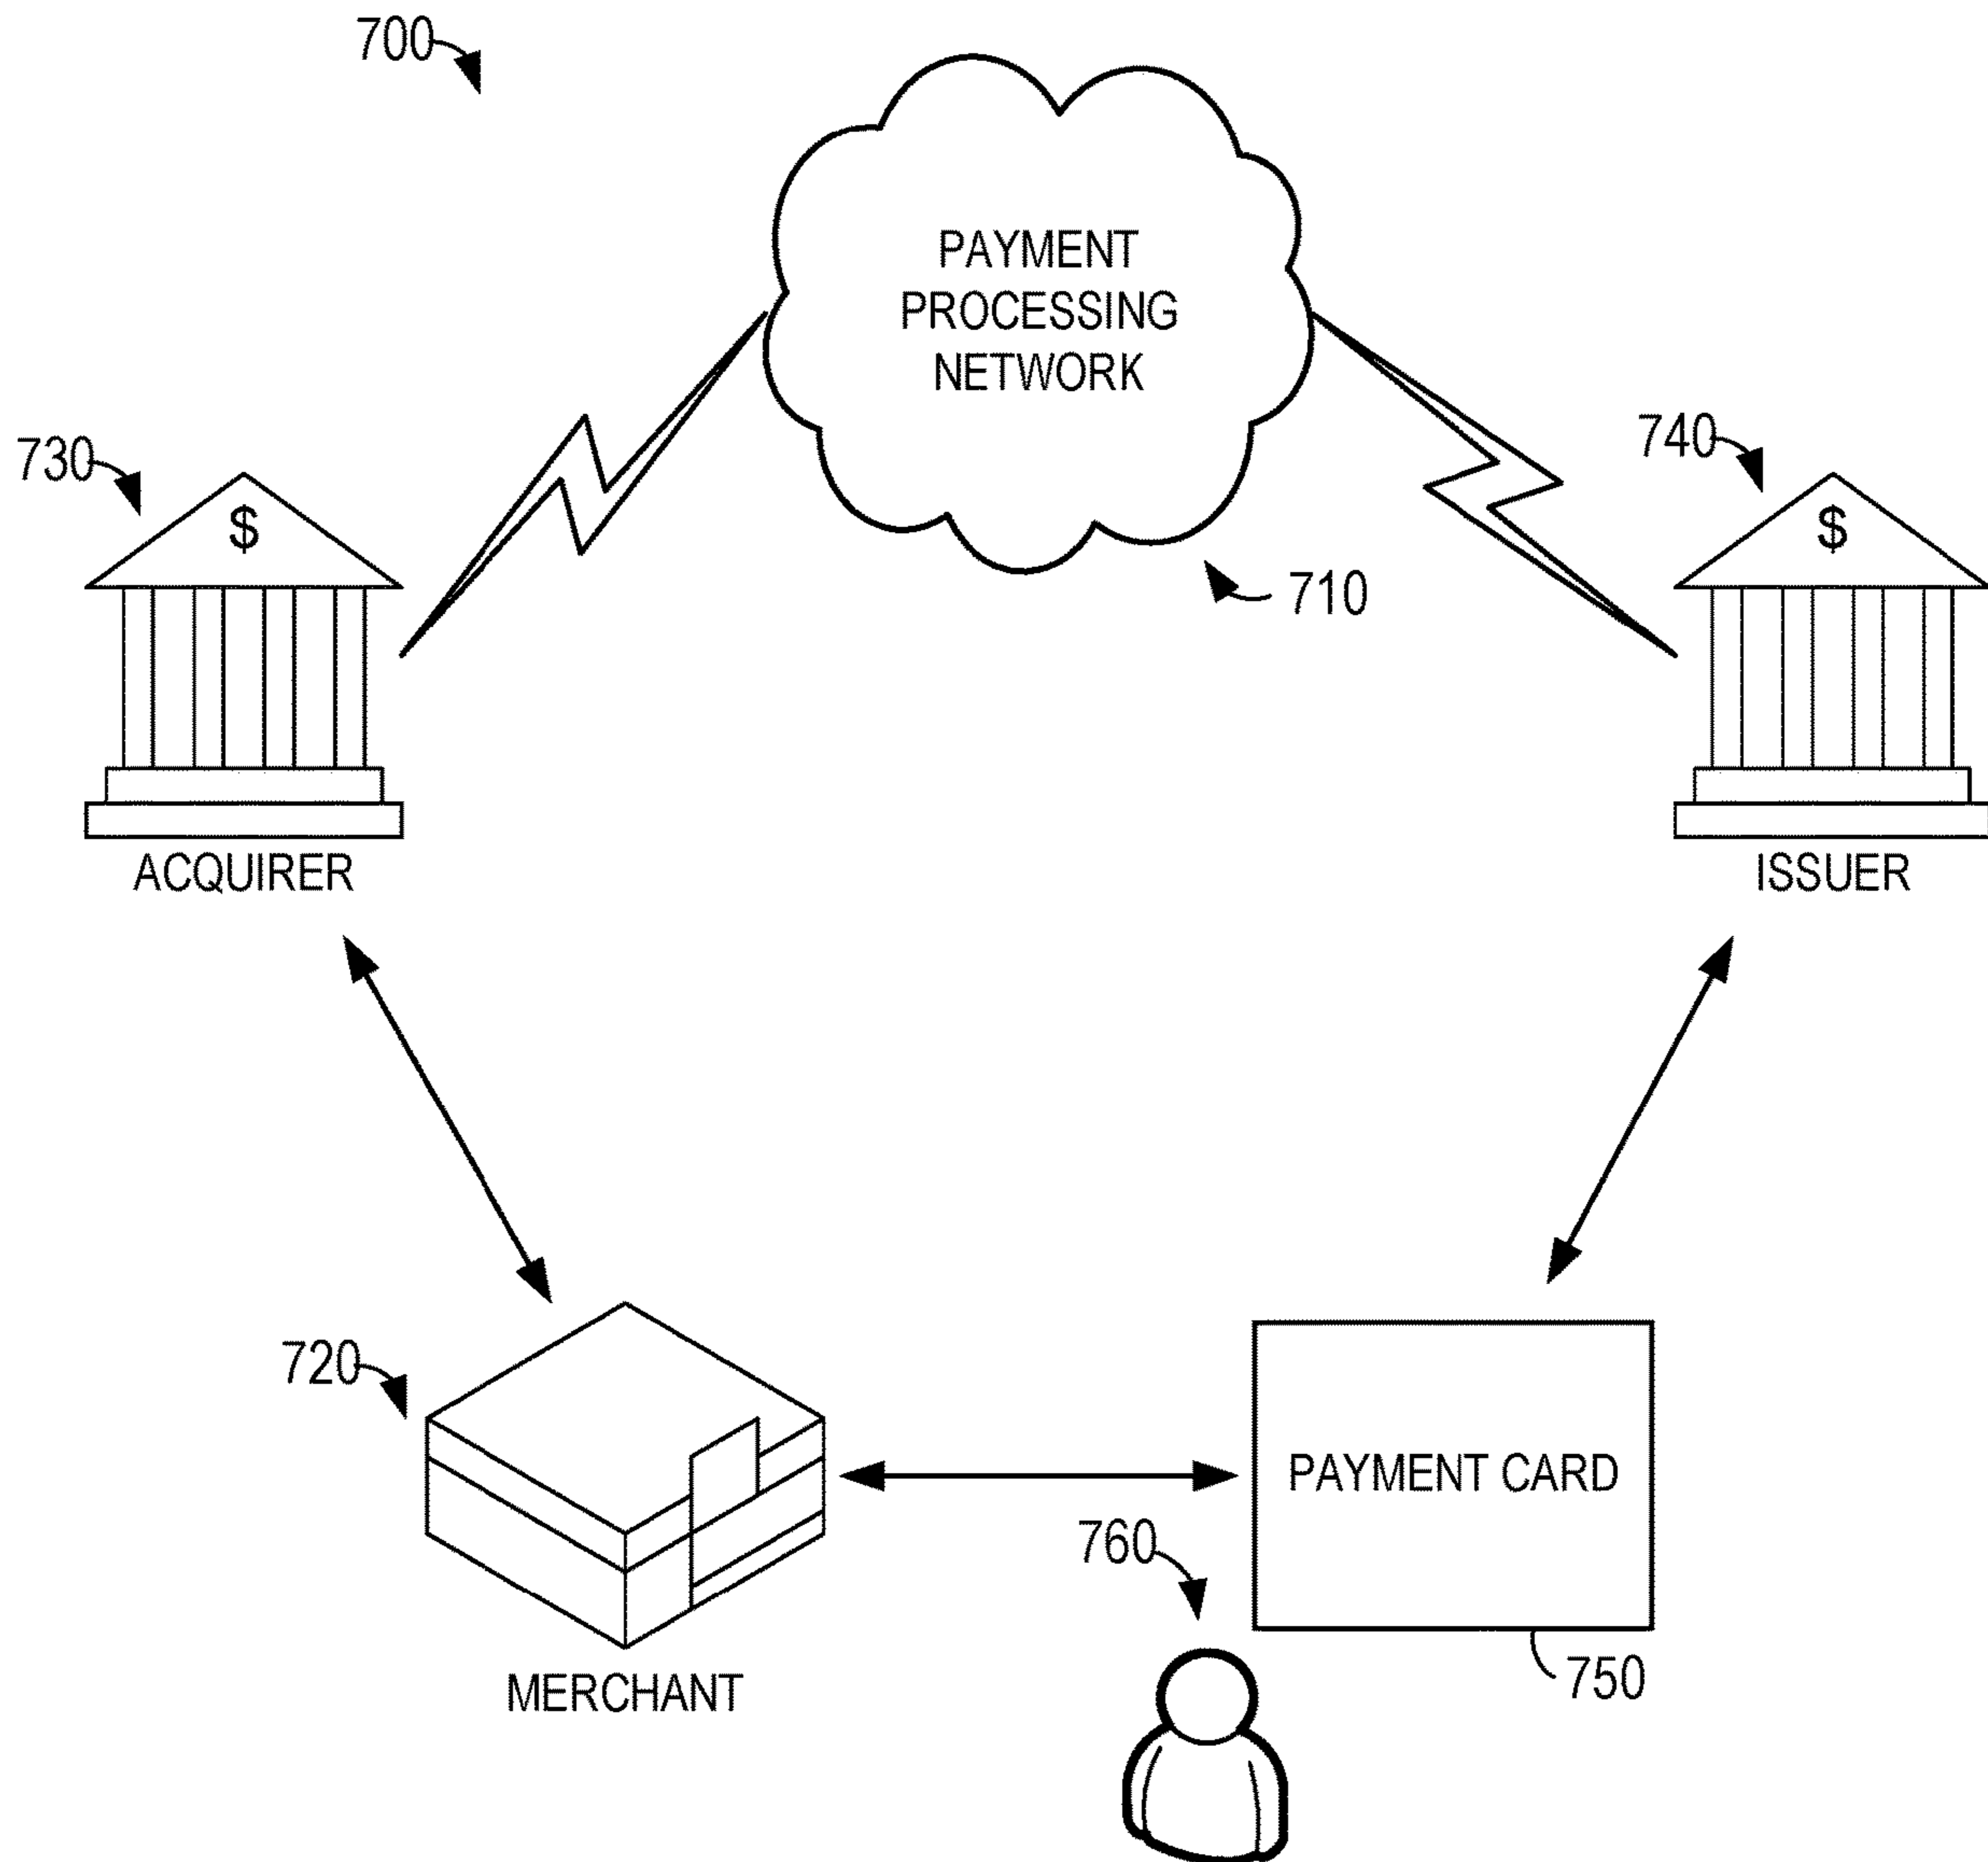 700
PAYMENT
PROCESSING
NETWORK
730
740
$
$
710
ACQUIRER
ISSUER
720
PAYMENT CARD
760
750
MERCHANT